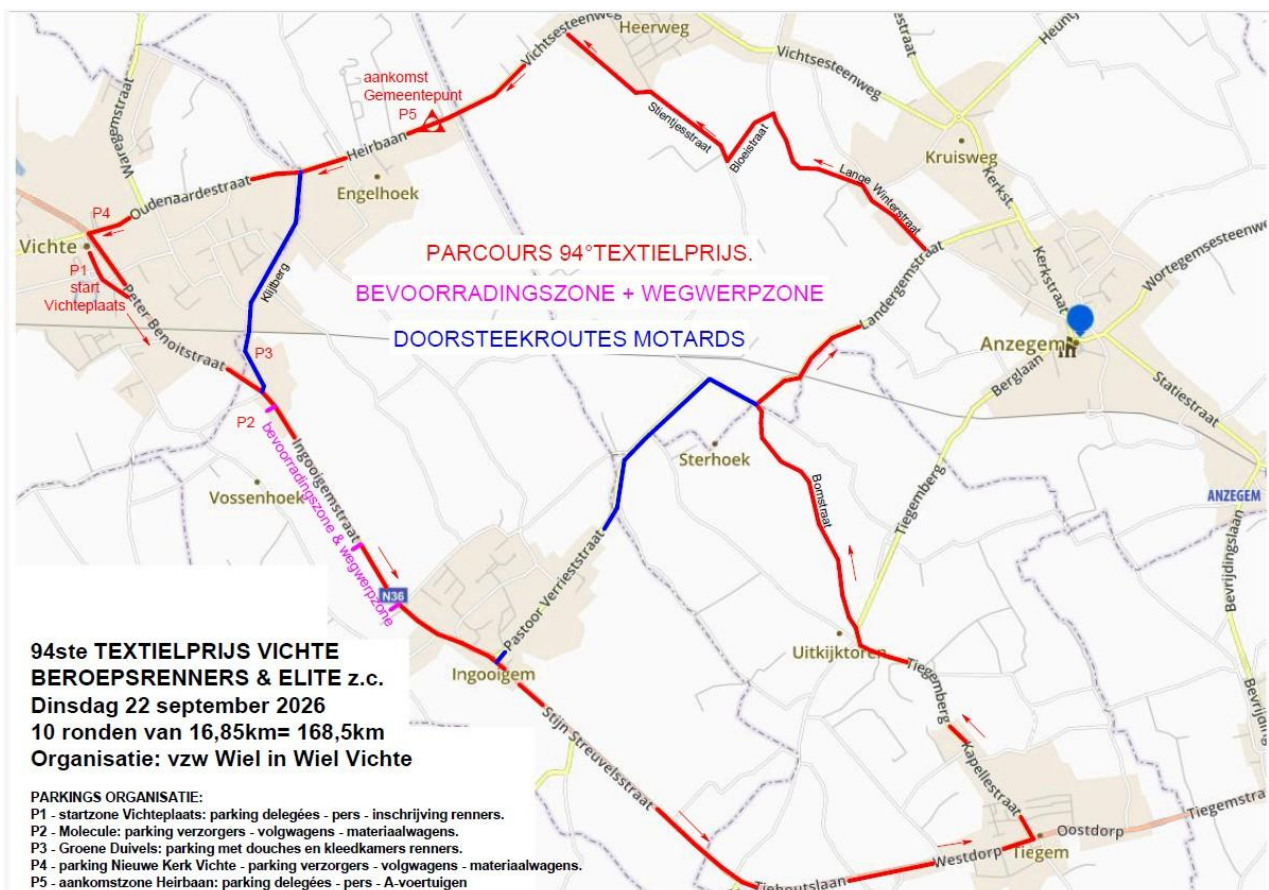 Heerweg
Vichtsesteenweg
Vichtsesteenweg
aankomst
Gemeentepunt
P5
Waregemstraat
Heirbaan
Engelhoek
Oudenaardestraat
P4
Vichte
P1
start
Vichteplaats
Peter Benoitstraat
Klijtberg
P3
P2
Stientjesstraat
Bloeistraat
Lange Winterstraat
Kruisweg
Kerkst.
Kerkstraat
Wortegemsesteenweg
Landergemstraat
PARCOURS 94°TEXTIELPRIJS.
BEVOORRADINGSZONE + WEGWERPZONE
DOORSTEEKROUTES MOTARDS
Anzegem
Berglaan
Statiestraat
ANZEGEM
Bevrijdingslaan
Sterhoek
Tiegemberg
Bomstraat
Vossenhoek
Ingooigemstraat
bevoorradingszone & wegwerpzone
N36
Pastoor Verrieststraat
Ingooigem
Uitkijktoren
Tiegemberg
Kapellestraat
Stijn Streuvelsstraat
Tiegemstra
Oostdorp
Westdorp
Tiegem
Tiehoutslaan
94ste TEXTIELPRIJS VICHTE
BEROEPSRENNERS & ELITE z.c.
Dinsdag 22 september 2026
10 ronden van 16,85km= 168,5km
Organisatie: vzw Wiel in Wiel Vichte
PARKINGS ORGANISATIE:
P1 - startzone Vichteplaats: parking delegées - pers - inschrijving renners.
P2 - Molecule: parking verzorgers - volgwagens - materiaalwagens.
P3 - Groene Duivels: parking met douches en kleedkamers renners.
P4 - parking Nieuwe Kerk Vichte - parking verzorgers - volgwagens - materiaalwagens.
P5 - aankomstzone Heirbaan: parking delegées - pers - A-voertuigen